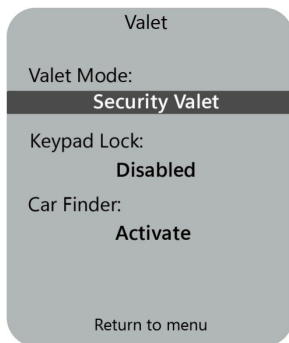 Valet
Valet Mode:
Security Valet
Keypad Lock:
Disabled
Car Finder:
Activate
Return to menu